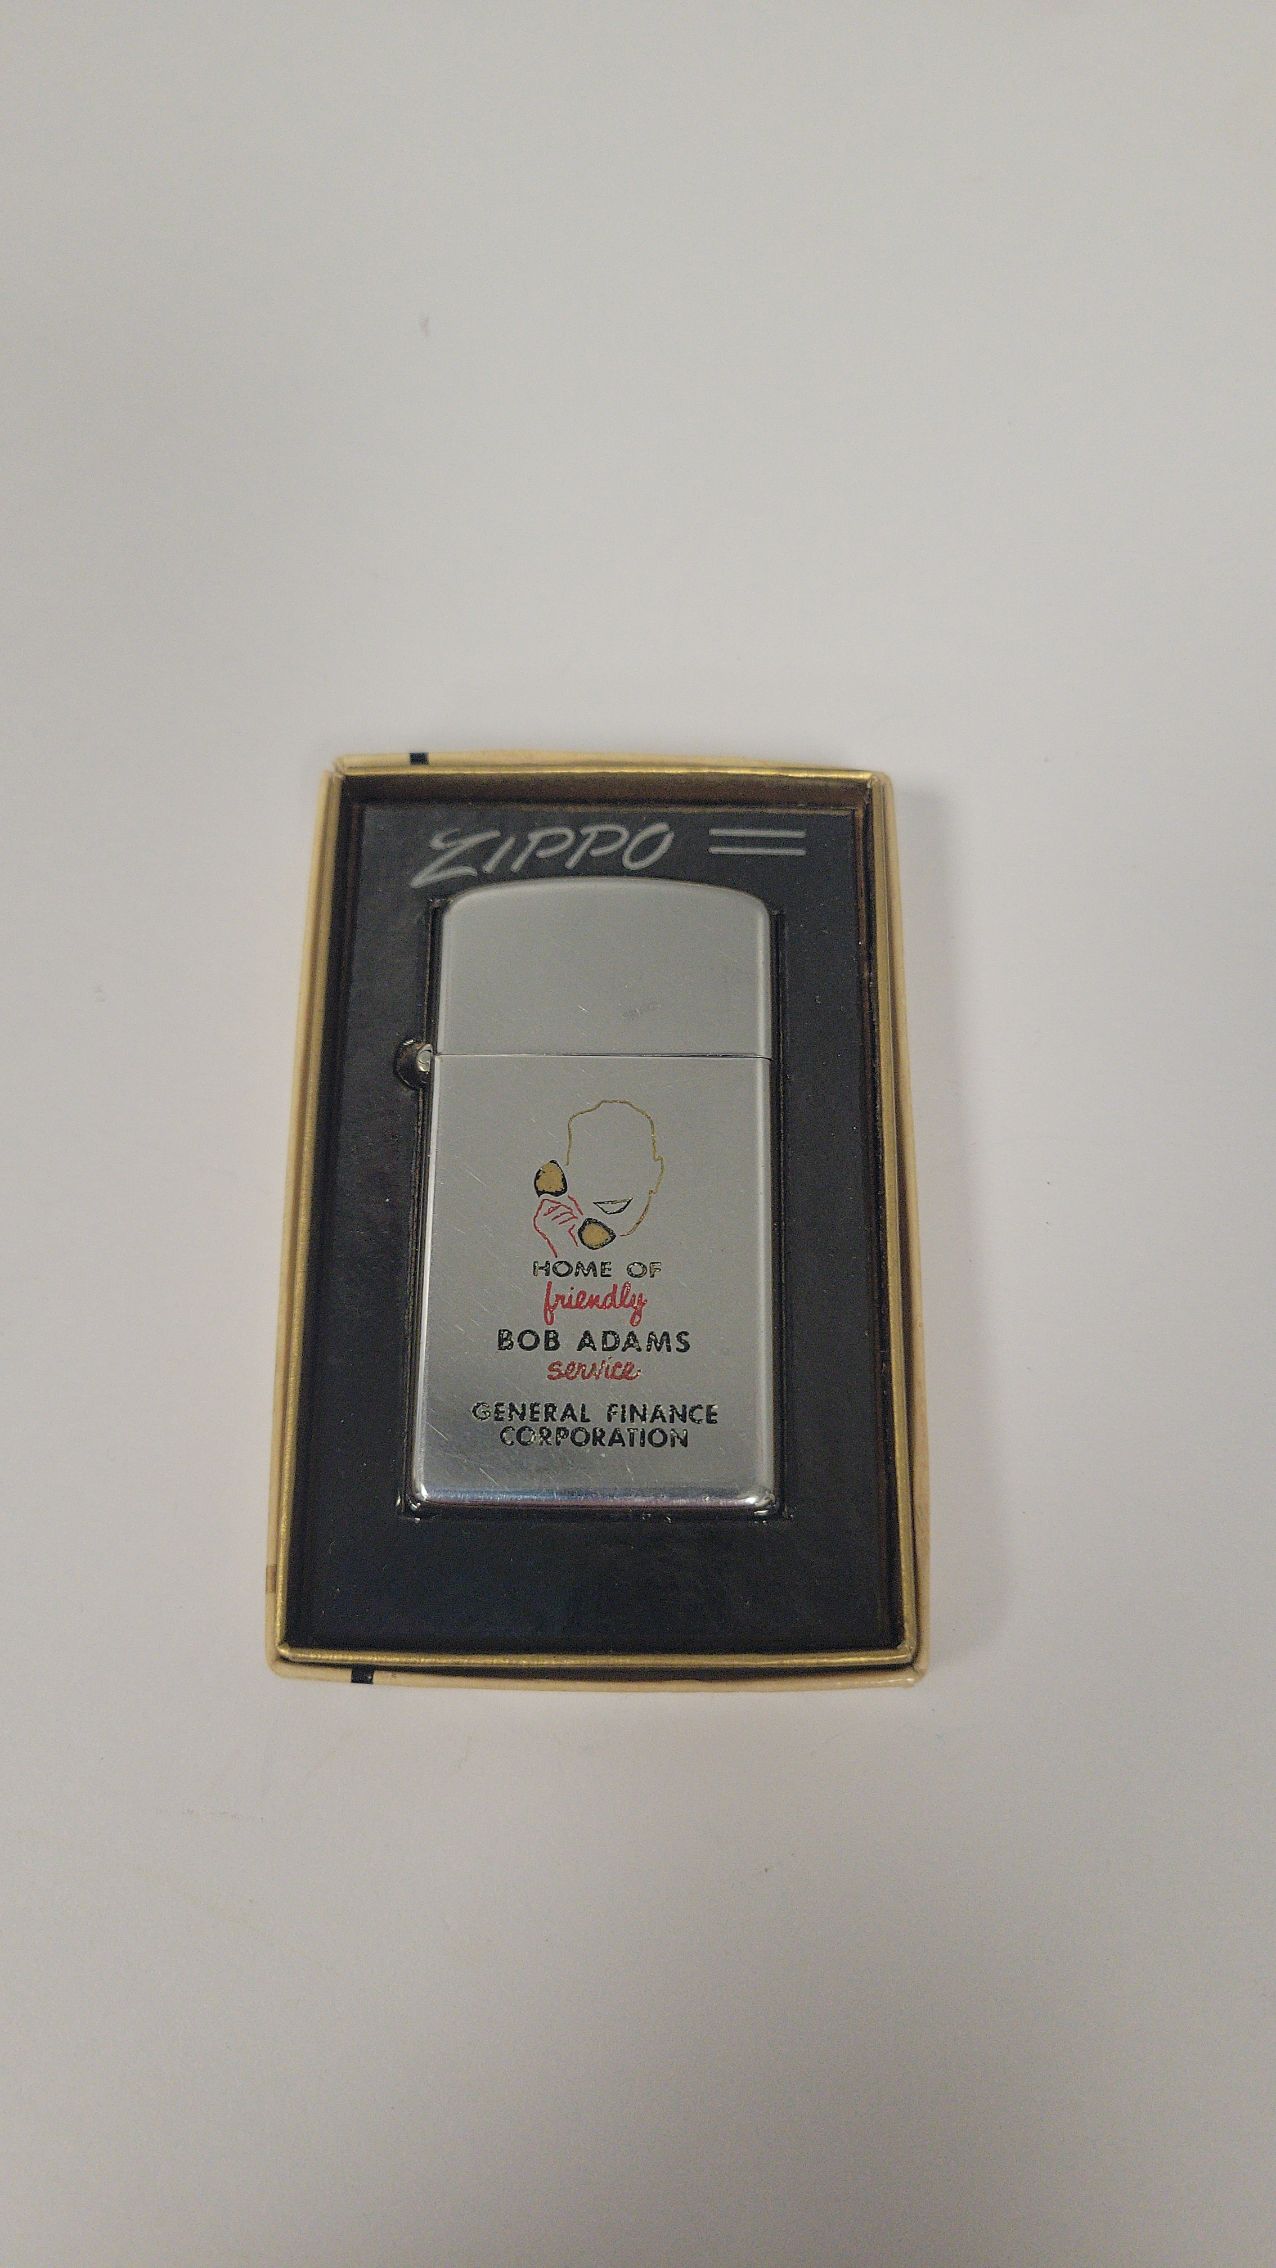 ZIPPO
HOME OF
friendly
BOB ADAMS
service
GENERAL FINANCE
CORPORATION